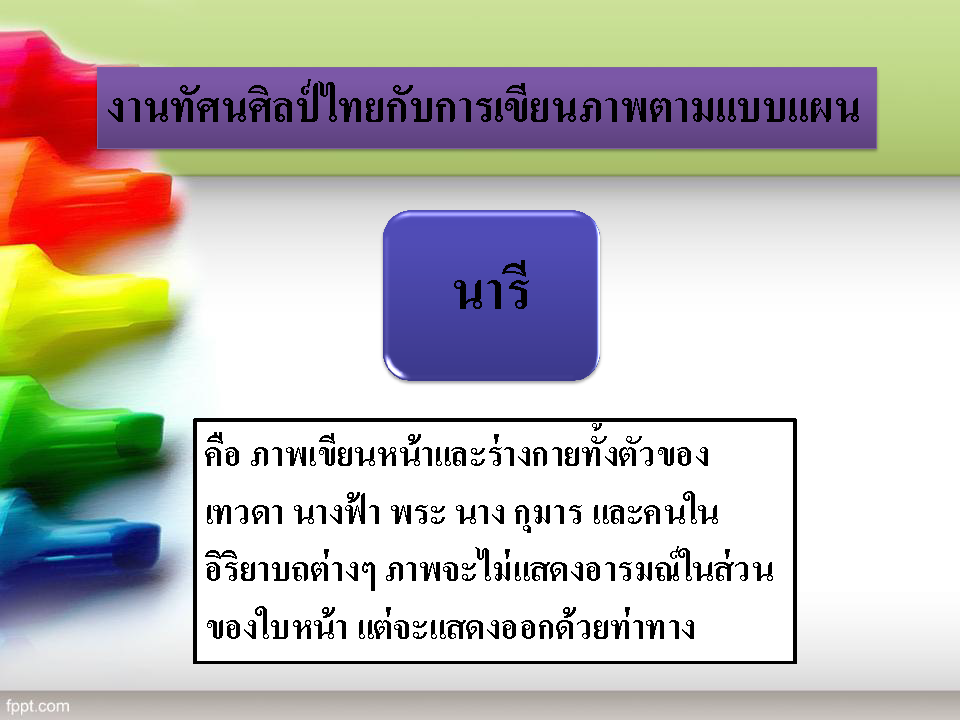 งานทัศนศิลป์ไทยกับการเขียนภาพตามแบบแผน
นารี
คือ ภาพเขียนหน้าและร่างกายทั้งตัวของ
เทวดา นางฟ้า พระ นาง กุมาร และคนใน
อิริยาบถต่างๆ ภาพจะไม่แสดงอารมณ์ในส่วน
ของใบหน้า แต่จะแสดงออกด้วยท่าทาง
fppt.com